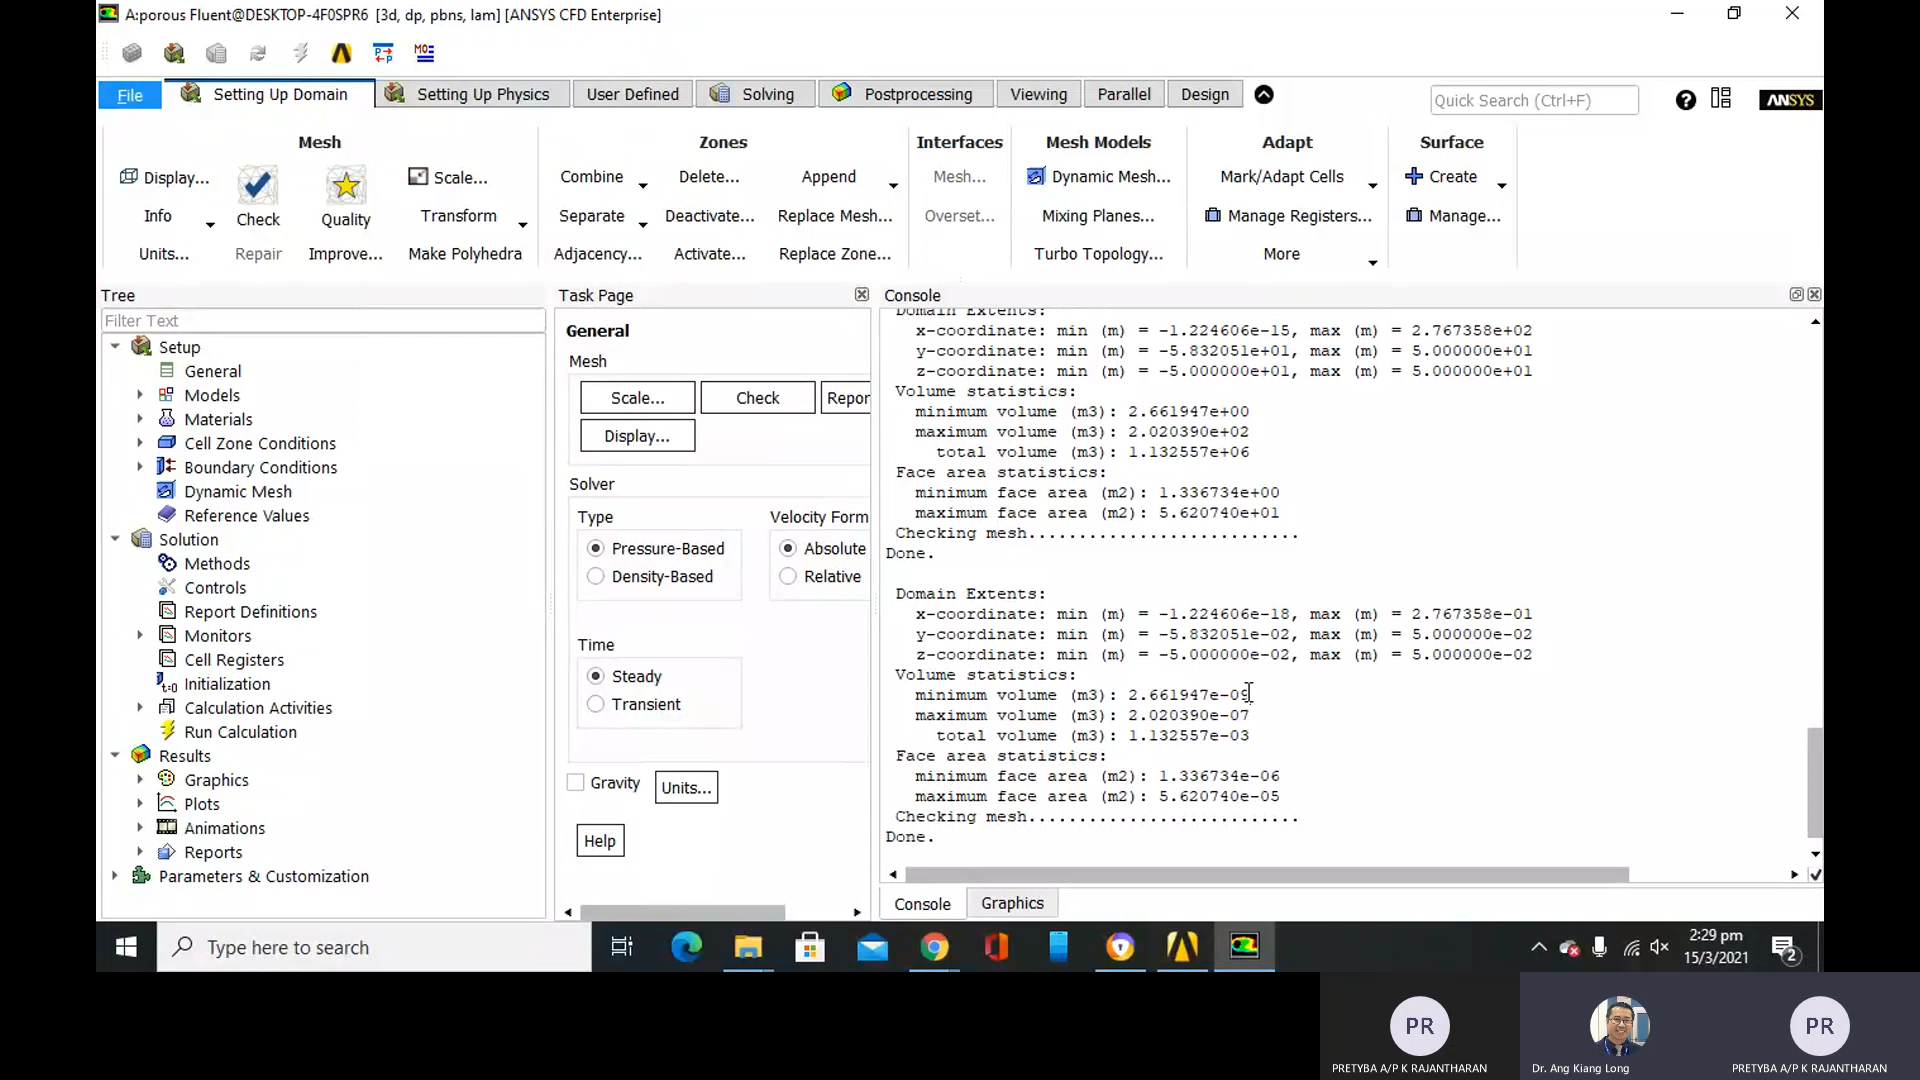 A:porous Fluent@DESKTOP-4F0SPR6 [3d, dp, pbns, lam] [ANSYS CFD Enterprise]
File
Setting Up Domain
Setting Up Physics
User Defined
Solving
Postprocessing
Viewing
Parallel
Design
Quick Search (Ctrl+F)
ANSYS
Mesh
Display...
Info
Units...
Check
Repair
Quality
Improve...
Scale...
Transform
Make Polyhedra
Zones
Combine
Separate
Adjacency...
Delete...
Deactivate...
Activate...
Append
Replace Mesh...
Replace Zone...
Interfaces
Mesh...
Overset...
Mesh Models
Dynamic Mesh...
Mixing Planes...
Turbo Topology...
Adapt
Mark/Adapt Cells
Manage Registers...
More
Surface
Create
Manage...
Tree
Filter Text
Setup
General
Models
Materials
Cell Zone Conditions
Boundary Conditions
Dynamic Mesh
Reference Values
Solution
Methods
Controls
Report Definitions
Monitors
Cell Registers
Initialization
Calculation Activities
Run Calculation
Results
Graphics
Plots
Animations
Reports
Parameters & Customization
Task Page
General
Mesh
Scale...
Check
Repor
Display...
Solver
Type
Pressure-Based
Density-Based
Velocity Form
Absolute
Relative
Time
Steady
Transient
Gravity
Units...
Help
Console
Domain Extents:
x-coordinate: min (m) = -1.224606e-15, max (m) = 2.767358e+02
y-coordinate: min (m) = -5.832051e+01, max (m) = 5.000000e+01
z-coordinate: min (m) = -5.000000e+01, max (m) = 5.000000e+01
Volume statistics:
minimum volume (m3): 2.661947e+00
maximum volume (m3): 2.020390e+02
total volume (m3): 1.132557e+06
Face area statistics:
minimum face area (m2): 1.336734e+00
maximum face area (m2): 5.620740e+01
Checking mesh...........................
Done.
Domain Extents:
x-coordinate: min (m) = -1.224606e-18, max (m) = 2.767358e-01
y-coordinate: min (m) = -5.832051e-02, max (m) = 5.000000e-02
z-coordinate: min (m) = -5.000000e-02, max (m) = 5.000000e-02
Volume statistics:
minimum volume (m3): 2.661947e-09
maximum volume (m3): 2.020390e-07
total volume (m3): 1.132557e-03
Face area statistics:
minimum face area (m2): 1.336734e-06
maximum face area (m2): 5.620740e-05
Checking mesh...........................
Done.
Console
Graphics
Type here to search
2:29 pm
15/3/2021
2
PR
PR
PRETYBA A/P K RAJANTHARAN
Dr. Ang Kiang Long
PRETYBA A/P K RAJANTHARAN